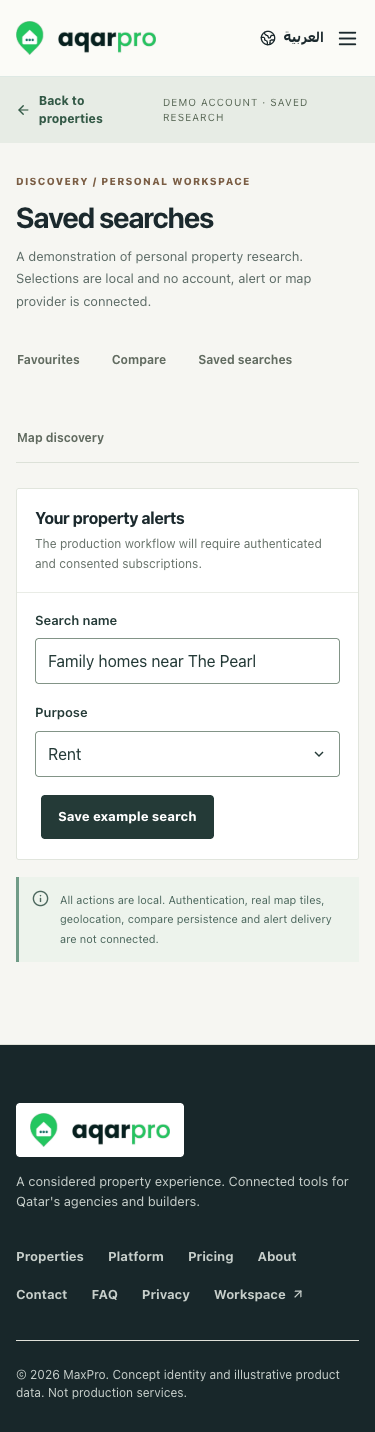 aqarpro
العربية
Back to
properties
DEMO ACCOUNT · SAVED
RESEARCH
DISCOVERY / PERSONAL WORKSPACE
Saved searches
A demonstration of personal property research.
Selections are local and no account, alert or map
provider is connected.
Favourites Compare Saved searches
Map discovery
Your property alerts
The production workflow will require authenticated
and consented subscriptions.
Search name
Family homes near The Pearl
Purpose
Rent
Save example search
All actions are local. Authentication, real map tiles,
geolocation, compare persistence and alert delivery
are not connected.
aqarpro
A considered property experience. Connected tools for
Qatar's agencies and builders.
Properties Platform Pricing About
Contact FAQ Privacy Workspace ↗
© 2026 MaxPro. Concept identity and illustrative product
data. Not production services.